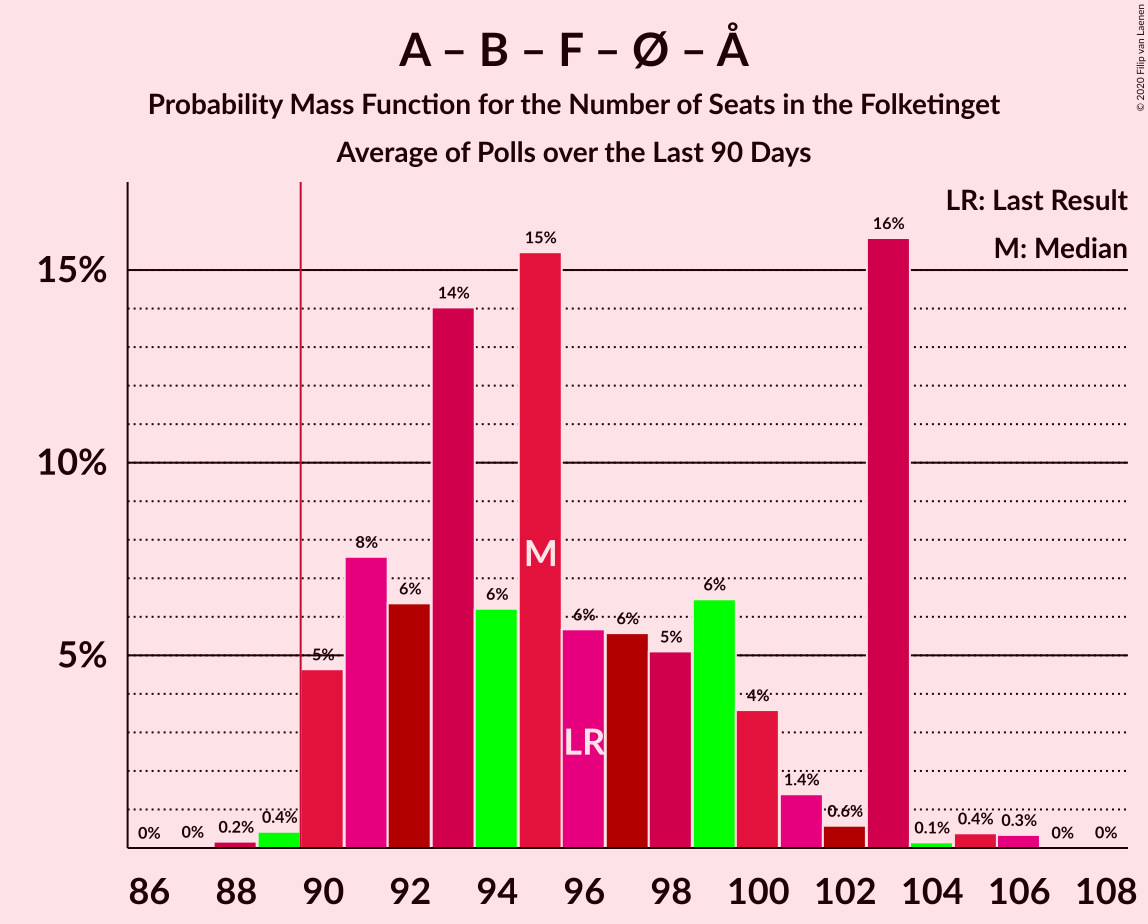 A – B – F – Ø – Å
Probability Mass Function for the Number of Seats in the Folketinget
Average of Polls over the Last 90 Days
© 2020 Filip van Laenen
LR: Last Result
M: Median
15%
10%
5%
0%
0%
0.2%
0.4%
5%
8%
6%
14%
6%
15%
6%
6%
5%
6%
4%
1.4%
0.6%
16%
0.1%
0.4%
0.3%
0%
0%
M
LR
86 88 90 92 94 96 98 100 102 104 106 108